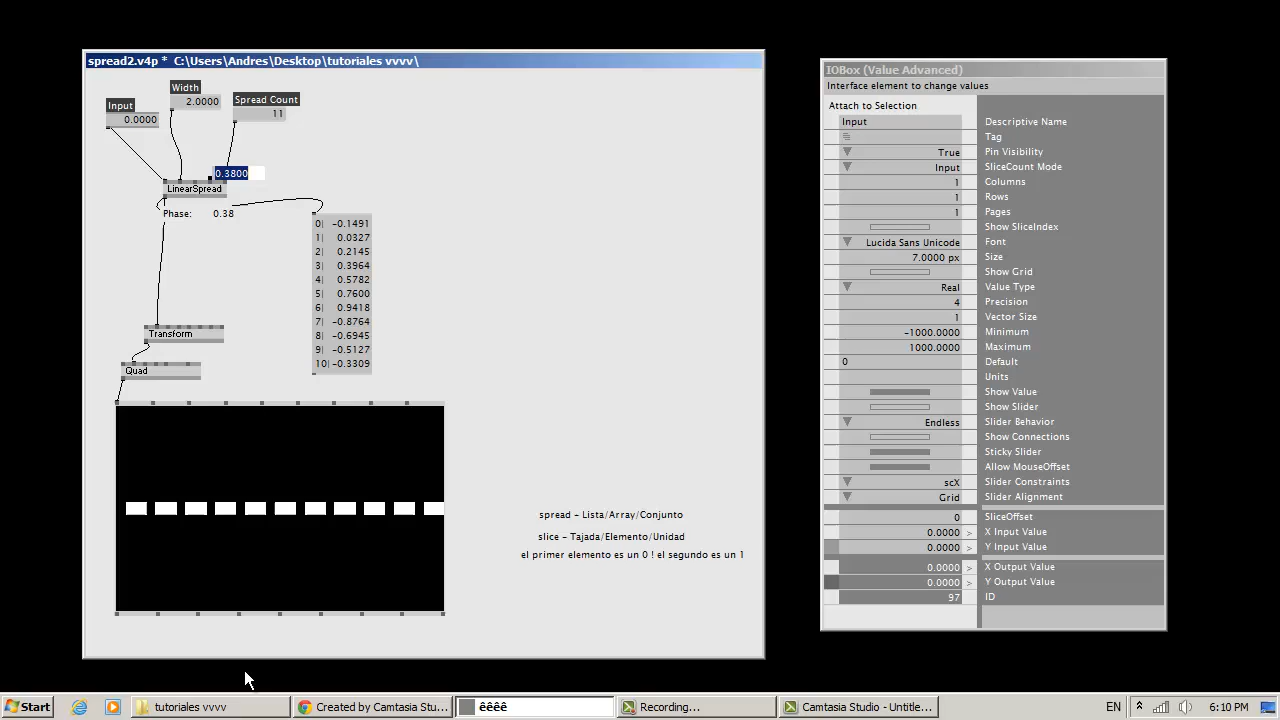 spread2.v4p *  C:\Users\Andres\Desktop\tutoriales vvvv\
Width
2.0000
Spread Count
11
Input
0.0000
0.3800
LinearSpread
Phase: 0.38
0| -0.1491
1| 0.0327
2| 0.2145
3| 0.3964
4| 0.5782
5| 0.7600
6| 0.9418
7| -0.8764
8| -0.6945
9| -0.5127
10| -0.3309
Transform
Quad
spread - Lista/Array/Conjunto
slice - Tajada/Elemento/Unidad
el primer elemento es un 0 ! el segundo es un 1
IOBox (Value Advanced)
Interface element to change values
Attach to Selection
Input Descriptive Name
Tag
True Pin Visibility
Input SliceCount Mode
1 Columns
1 Rows
1 Pages
Show SliceIndex
Lucida Sans Unicode Font
7.0000 px Size
Show Grid
Real Value Type
4 Precision
1 Vector Size
-1000.0000 Minimum
1000.0000 Maximum
0 Default
Units
Show Value
Show Slider
Endless Slider Behavior
Show Connections
Sticky Slider
Allow MouseOffset
scX Slider Constraints
Grid Slider Alignment
0 SliceOffset
0.0000 > X Input Value
0.0000 > Y Input Value
0.0000 > X Output Value
0.0000 > Y Output Value
97 ID
Start
tutoriales vvvv
Created by Camtasia Stu...
êêêê
Recording...
Camtasia Studio - Untitle...
EN
6:10 PM